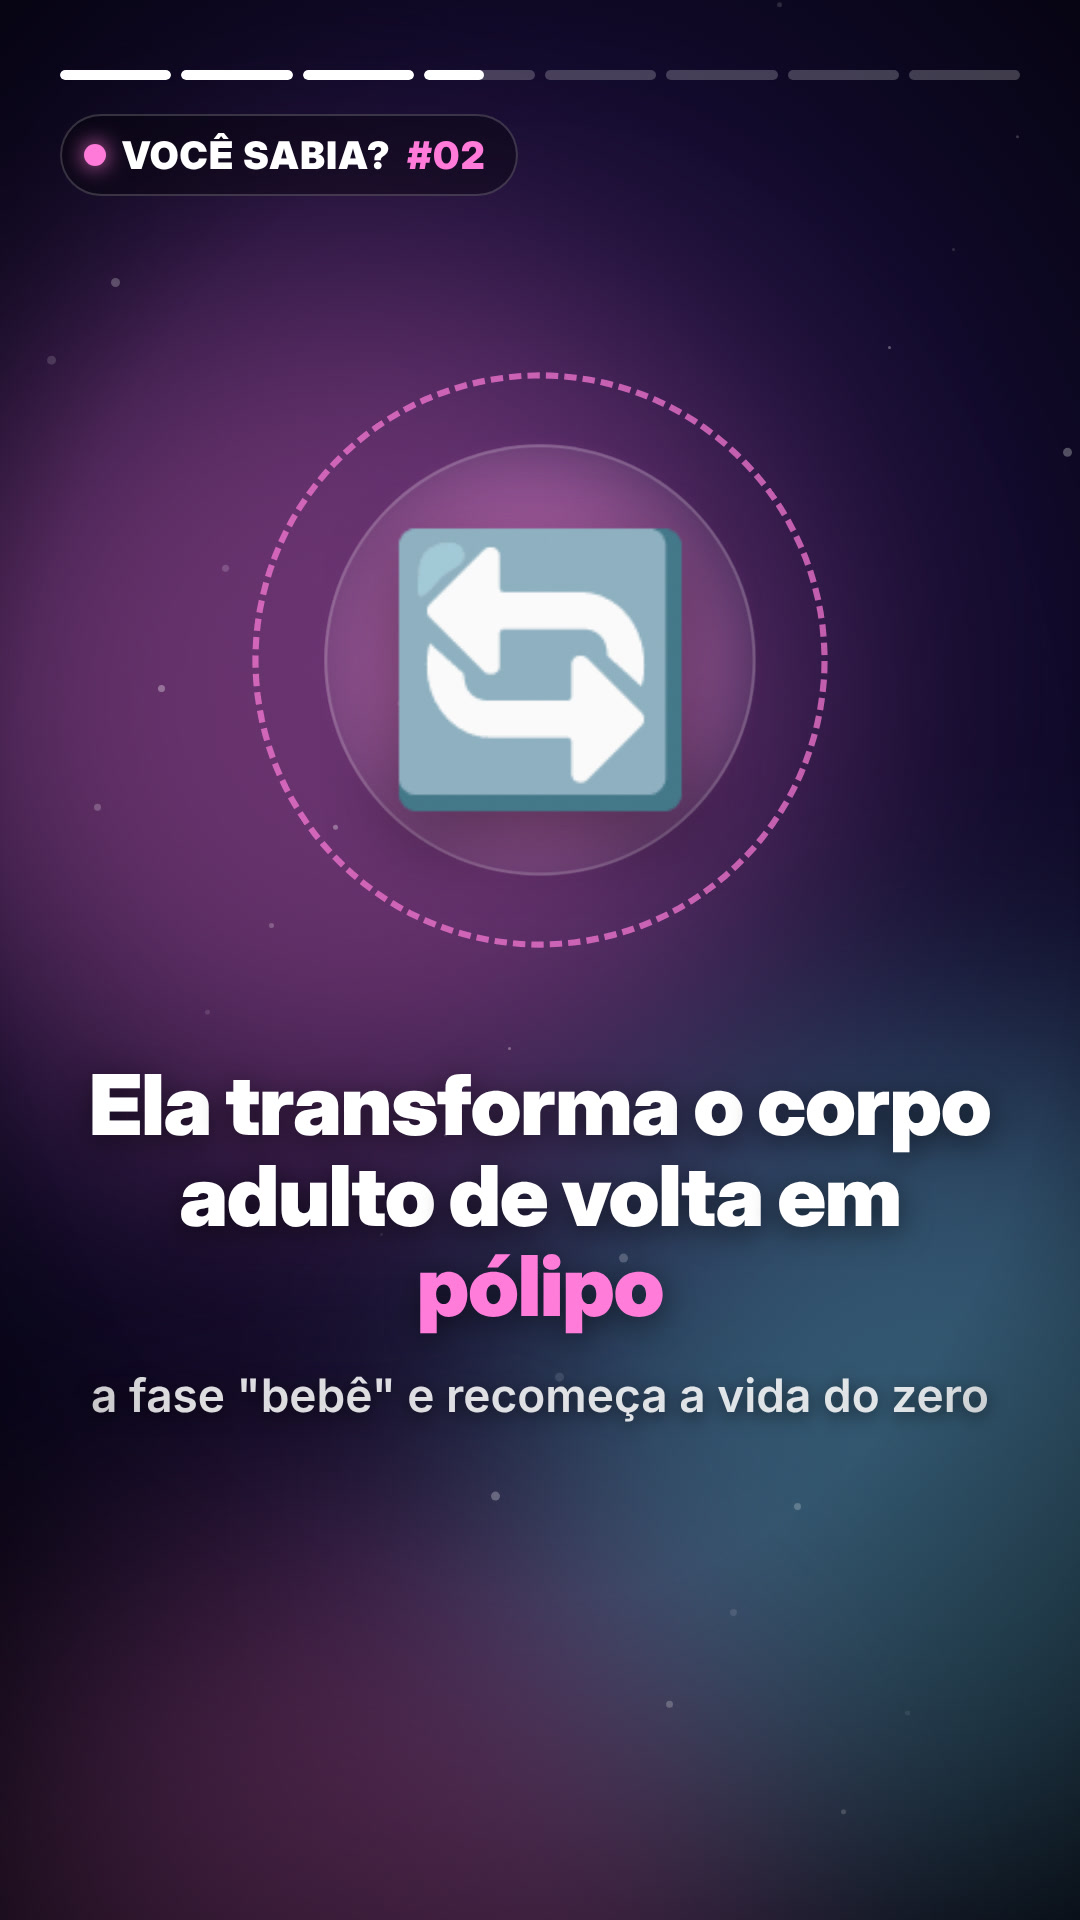 VOCÊ SABIA? #02
Ela transforma o corpo
adulto de volta em
pólipo
a fase "bebê" e recomeça a vida do zero